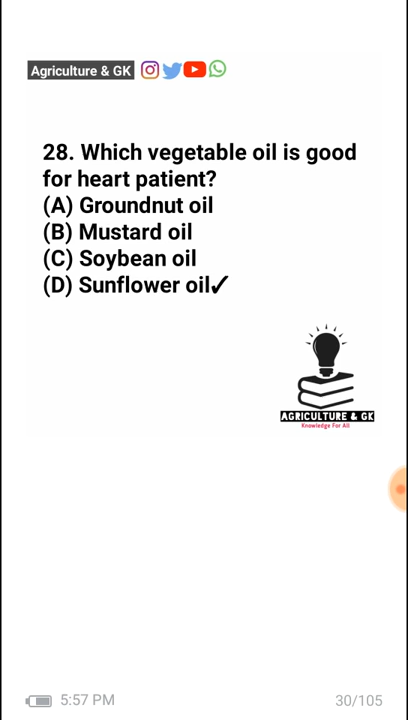 Agriculture & GK
28. Which vegetable oil is good
for heart patient?
(A) Groundnut oil
(B) Mustard oil
(C) Soybean oil
(D) Sunflower oil✓
AGRICULTURE & GK
Knowledge For All
5:57 PM
30/105